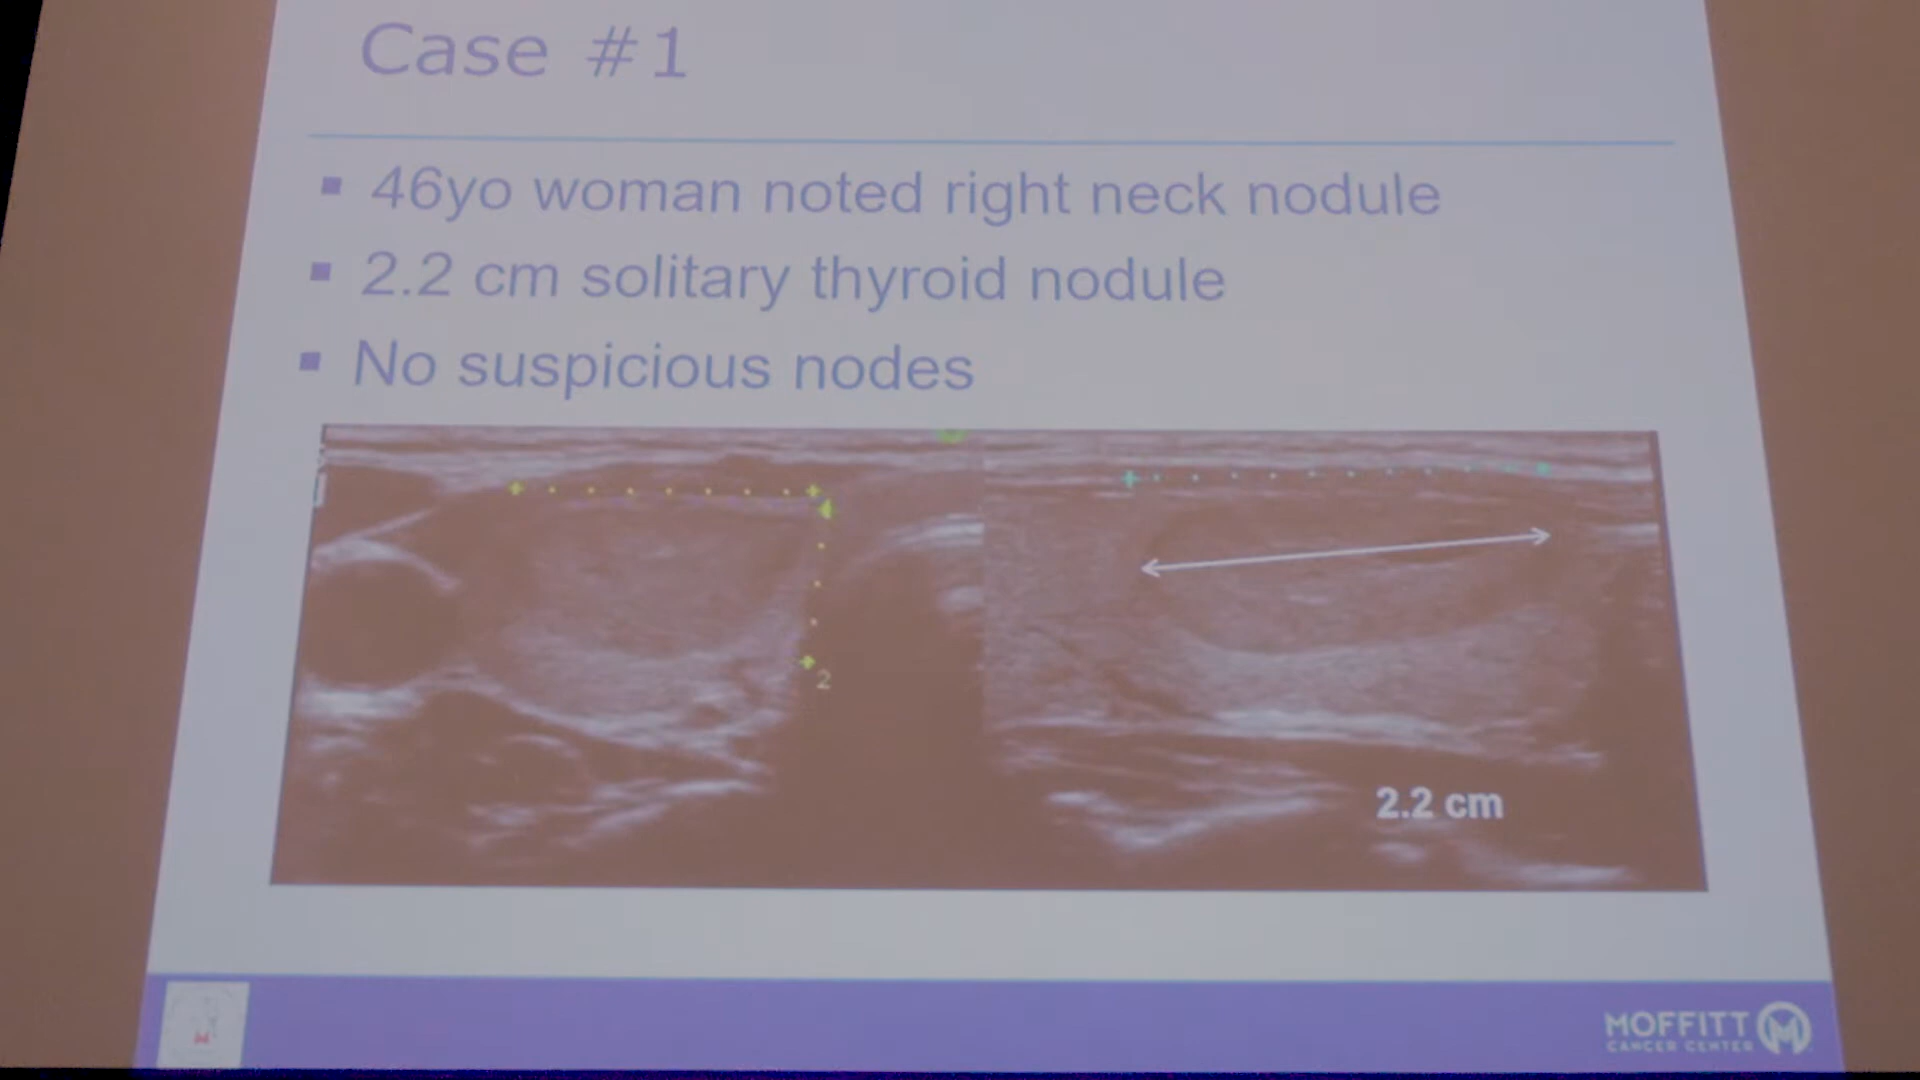 Case #1
46yo woman noted right neck nodule
2.2 cm solitary thyroid nodule
No suspicious nodes
2
2.2 cm
MOFFITT
CANCER CENTER